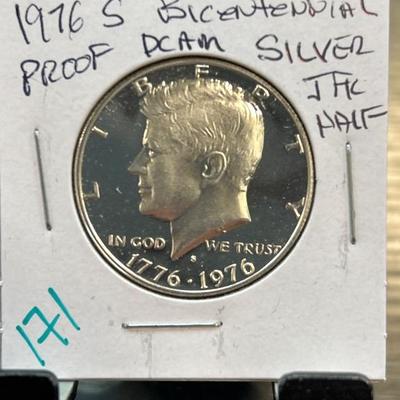 1976 S BICENTENNIAL
PROOF DCAM SILVER
JFK
HALF
LIBERTY
IN GOD WE TRUST
S
1776·1976
171